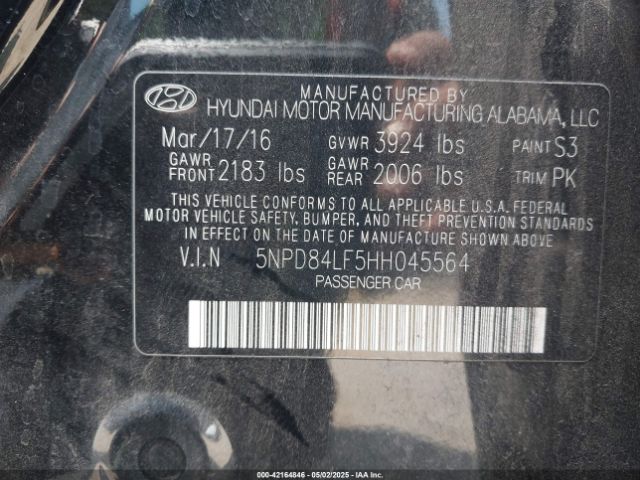 MANUFACTURED BY
HYUNDAI MOTOR MANUFACTURING ALABAMA, LLC
Mar/17/16 GVWR 3924 lbs PAINT S3
GAWR FRONT 2183 lbs GAWR REAR 2006 lbs TRIM PK
THIS VEHICLE CONFORMS TO ALL APPLICABLE U.S.A. FEDERAL
MOTOR VEHICLE SAFETY, BUMPER, AND THEFT PREVENTION STANDARDS
IN EFFECT ON THE DATE OF MANUFACTURE SHOWN ABOVE.
V.I.N 5NPD84LF5HH045564
PASSENGER CAR
000-42164846 - 05/02/2025 - IAAI.COM